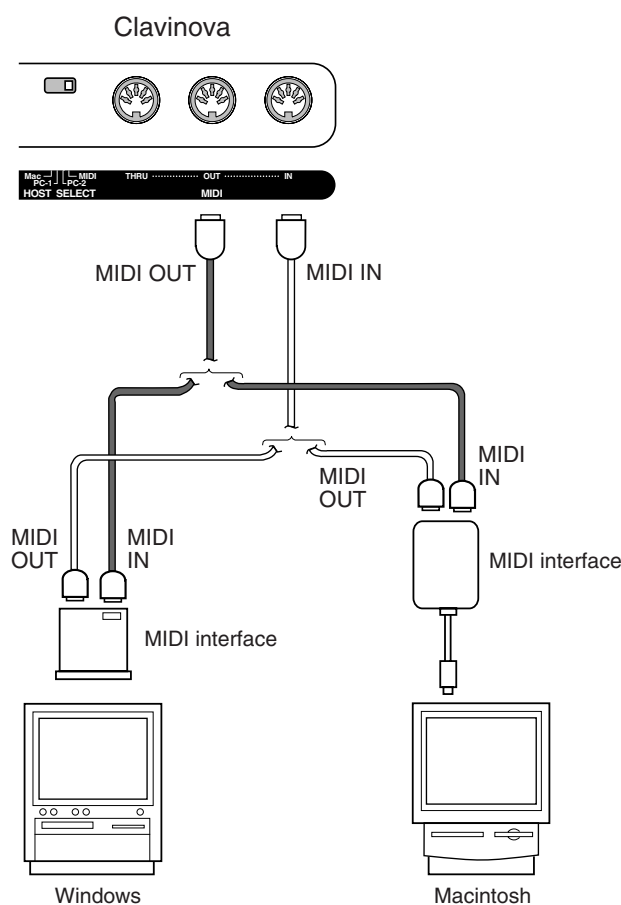 Clavinova
Mac MIDI THRU OUT IN
PC-1 PC-2
HOST SELECT MIDI
MIDI OUT MIDI IN
MIDI
IN
MIDI
OUT
MIDI
OUT
MIDI
IN
MIDI interface
MIDI interface
Windows
Macintosh